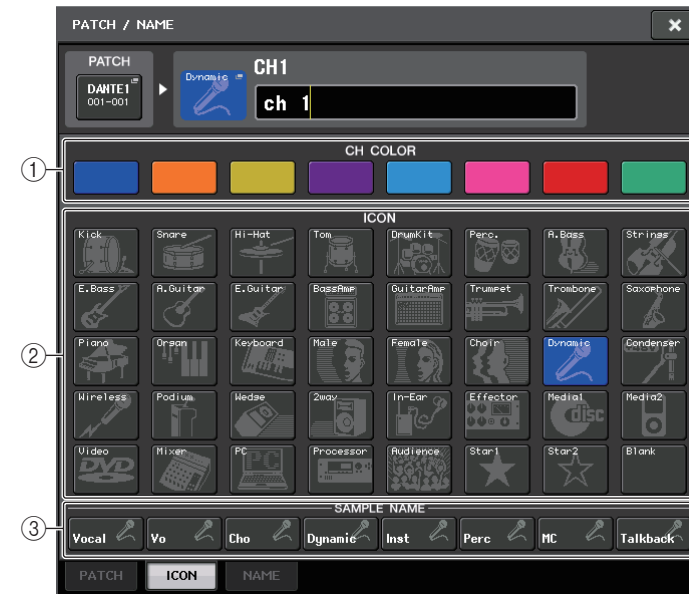 PATCH / NAME
PATCH
DANTE1
001-001
Dynamic
CH1
ch 1
① CH COLOR
② ICON
Kick Snare Hi-Hat Tom DrumKit Perc. A.Bass Strings
E.Bass A.Guitar E.Guitar BassAmp GuitarAmp Trumpet Trombone Saxophone
Piano Organ Keyboard Male Female Choir Dynamic Condenser
Wireless Podium Wedge 2way In-Ear Effector Media1 Media2
disc
Video Mixer PC Processor Audience Star1 Star2 Blank
DVD PC
③ SAMPLE NAME
Vocal Vo Cho Dynamic Inst Perc MC Talkback
PATCH ICON NAME